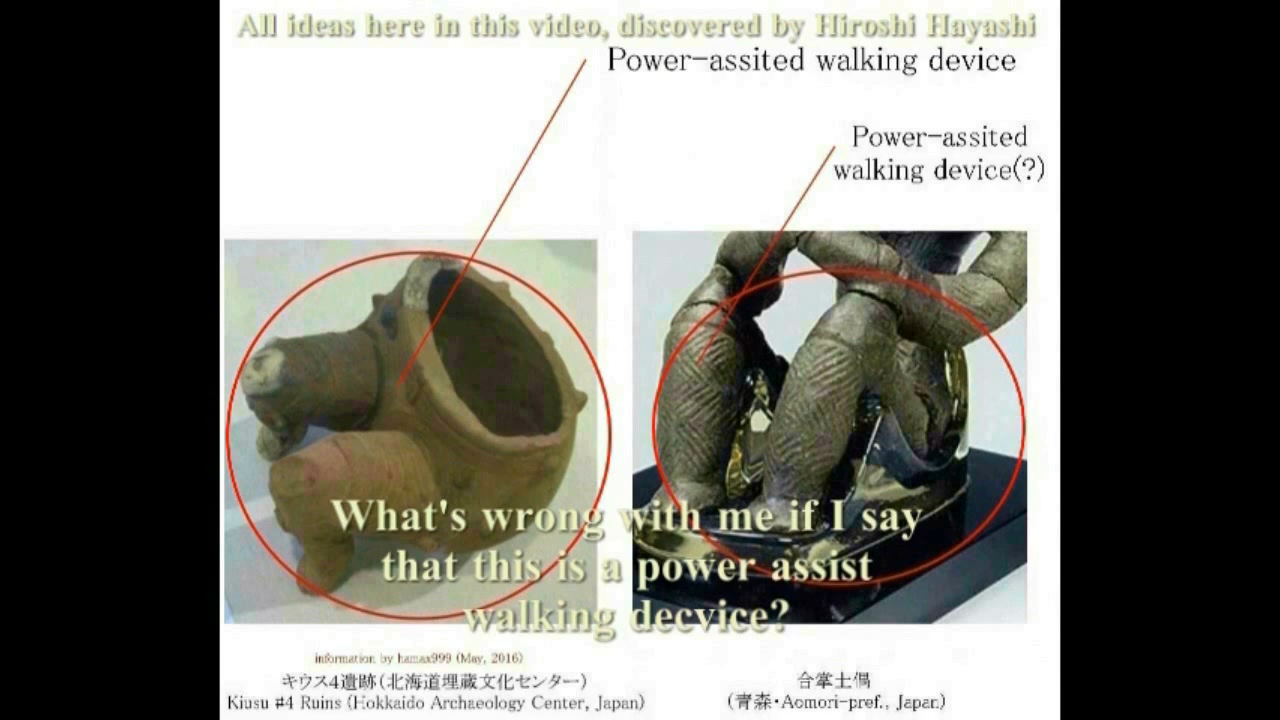 All ideas here in this video, discovered by Hiroshi Hayashi
Power-assited walking device
Power-assited
walking device(?)
What's wrong with me if I say
that this is a power assist
walking decvice?
information by hamax999 (May, 2016)
キウス4遺跡(北海道埋蔵文化センター)
Kiusu #4 Ruins (Hokkaido Archaeology Center, Japan)
合掌土偶
(青森・Aomori-pref., Japan)